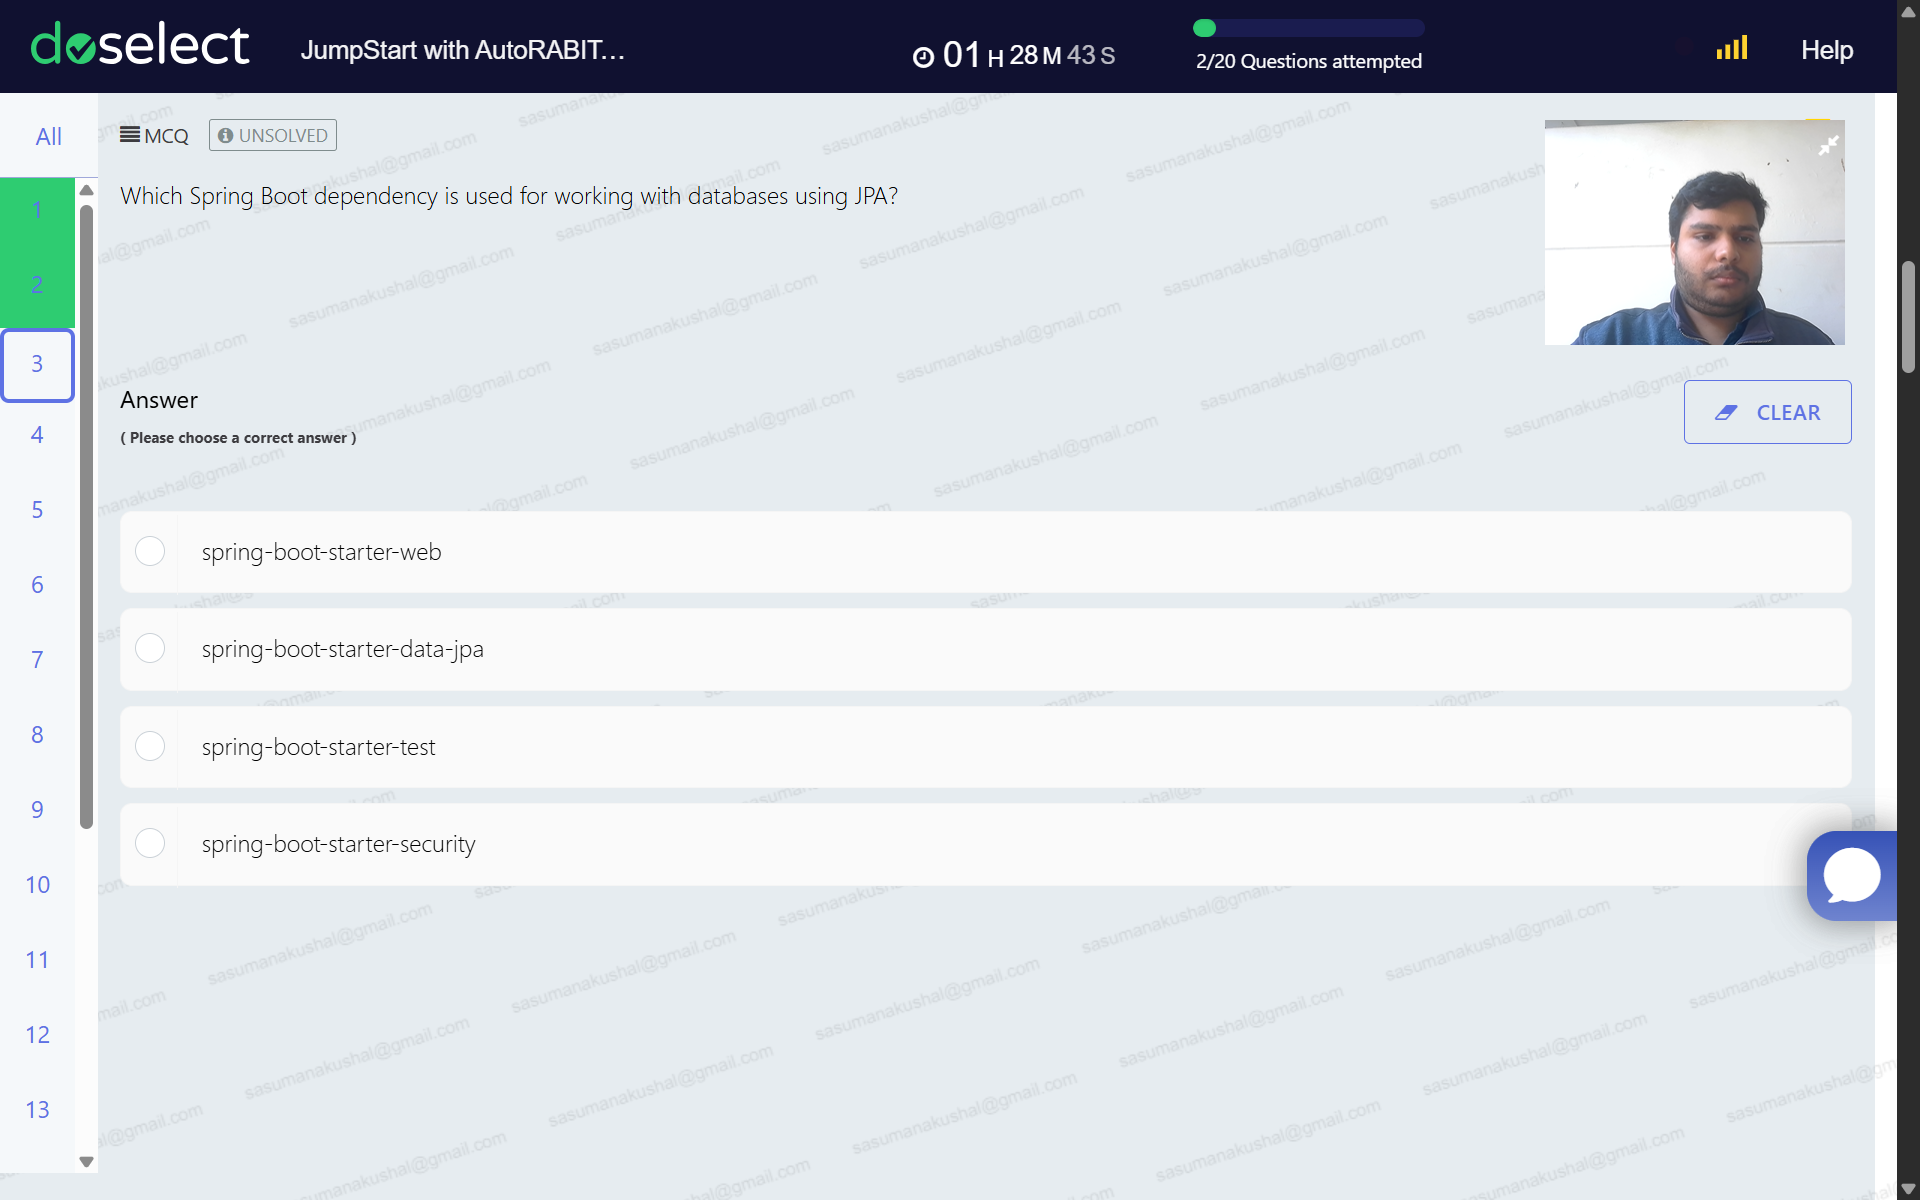 doselect
JumpStart with AutoRABIT...
01 H 28 M 43 S
2/20 Questions attempted
Help
All
MCQ
UNSOLVED
Which Spring Boot dependency is used for working with databases using JPA?
1
2
3
4
5
6
7
8
9
10
11
12
13
Answer
( Please choose a correct answer )
CLEAR
spring-boot-starter-web
spring-boot-starter-data-jpa
spring-boot-starter-test
spring-boot-starter-security
sasumanakushal@gmail.com